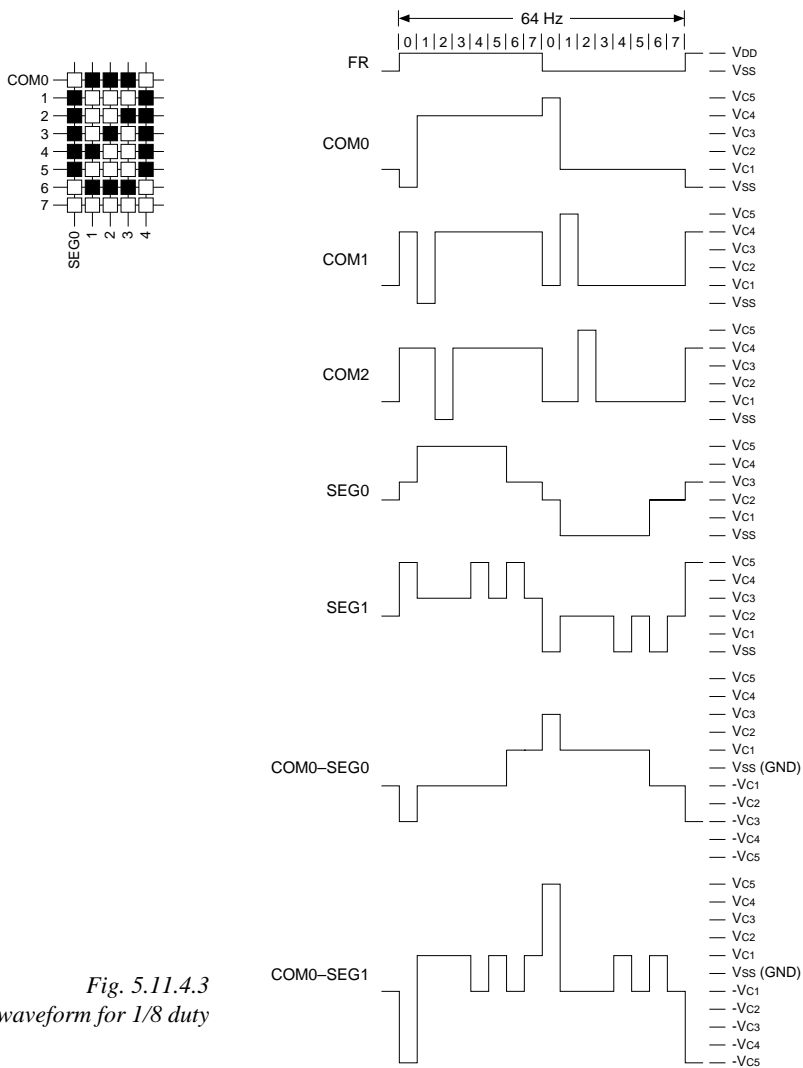 64 Hz
0 1 2 3 4 5 6 7 0 1 2 3 4 5 6 7
FR
VDD
VSS
COM0
1
2
3
4
5
6
7
SEG0
1
2
3
4
COM0
VC5
VC4
VC3
VC2
VC1
VSS
COM1
VC5
VC4
VC3
VC2
VC1
VSS
COM2
VC5
VC4
VC3
VC2
VC1
VSS
SEG0
VC5
VC4
VC3
VC2
VC1
VSS
SEG1
VC5
VC4
VC3
VC2
VC1
VSS
COM0–SEG0
VC5
VC4
VC3
VC2
VC1
VSS (GND)
-VC1
-VC2
-VC3
-VC4
-VC5
COM0–SEG1
VC5
VC4
VC3
VC2
VC1
VSS (GND)
-VC1
-VC2
-VC3
-VC4
-VC5
Fig. 5.11.4.3
waveform for 1/8 duty